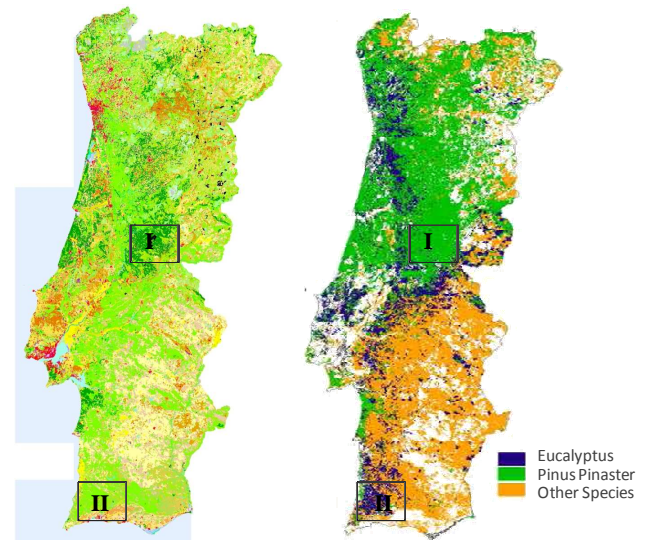 I
I
II
II
Eucalyptus
Pinus Pinaster
Other Species